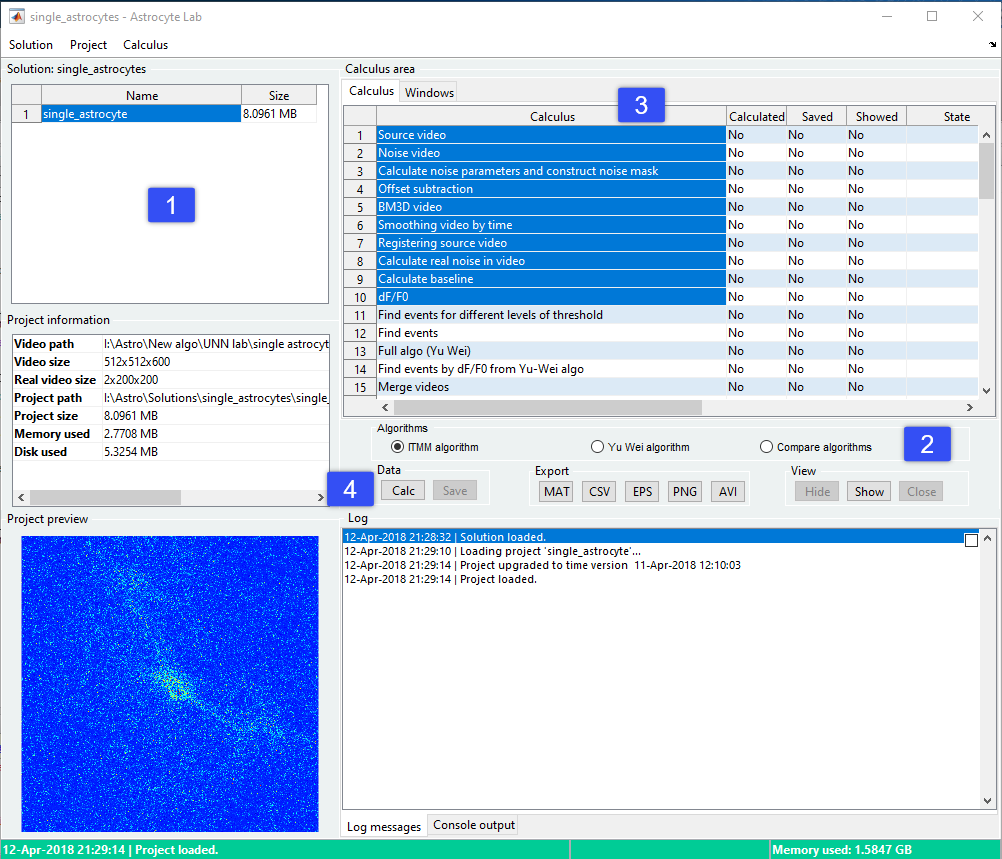 single_astrocytes - Astrocyte Lab
Solution Project Calculus
Solution: single_astrocytes
Name Size
1 single_astrocyte 8.0961 MB
1
Project information
Video path I:\Astro\New algo\UNN lab\single astrocyt
Video size 512x512x600
Real video size 2x200x200
Project path I:\Astro\Solutions\single_astrocytes\single_
Project size 8.0961 MB
Memory used 2.7708 MB
Disk used 5.3254 MB
Project preview
Calculus area
Calculus Windows
3
Calculus Calculated Saved Showed State
1 Source video No No No
2 Noise video No No No
3 Calculate noise parameters and construct noise mask No No No
4 Offset subtraction No No No
5 BM3D video No No No
6 Smoothing video by time No No No
7 Registering source video No No No
8 Calculate real noise in video No No No
9 Calculate baseline No No No
10 dF/F0 No No No
11 Find events for different levels of threshold No No No
12 Find events No No No
13 Full algo (Yu Wei) No No No
14 Find events by dF/F0 from Yu-Wei algo No No No
15 Merge videos No No No
Algorithms
ITMM algorithm Yu Wei algorithm Compare algorithms 2
Data Export View
4 Calc Save MAT CSV EPS PNG AVI Hide Show Close
Log
12-Apr-2018 21:28:32 | Solution loaded.
12-Apr-2018 21:29:10 | Loading project `single_astrocyte`...
12-Apr-2018 21:29:14 | Project upgraded to time version 11-Apr-2018 12:10:03
12-Apr-2018 21:29:14 | Project loaded.
Log messages Console output
12-Apr-2018 21:29:14 | Project loaded. Memory used: 1.5847 GB